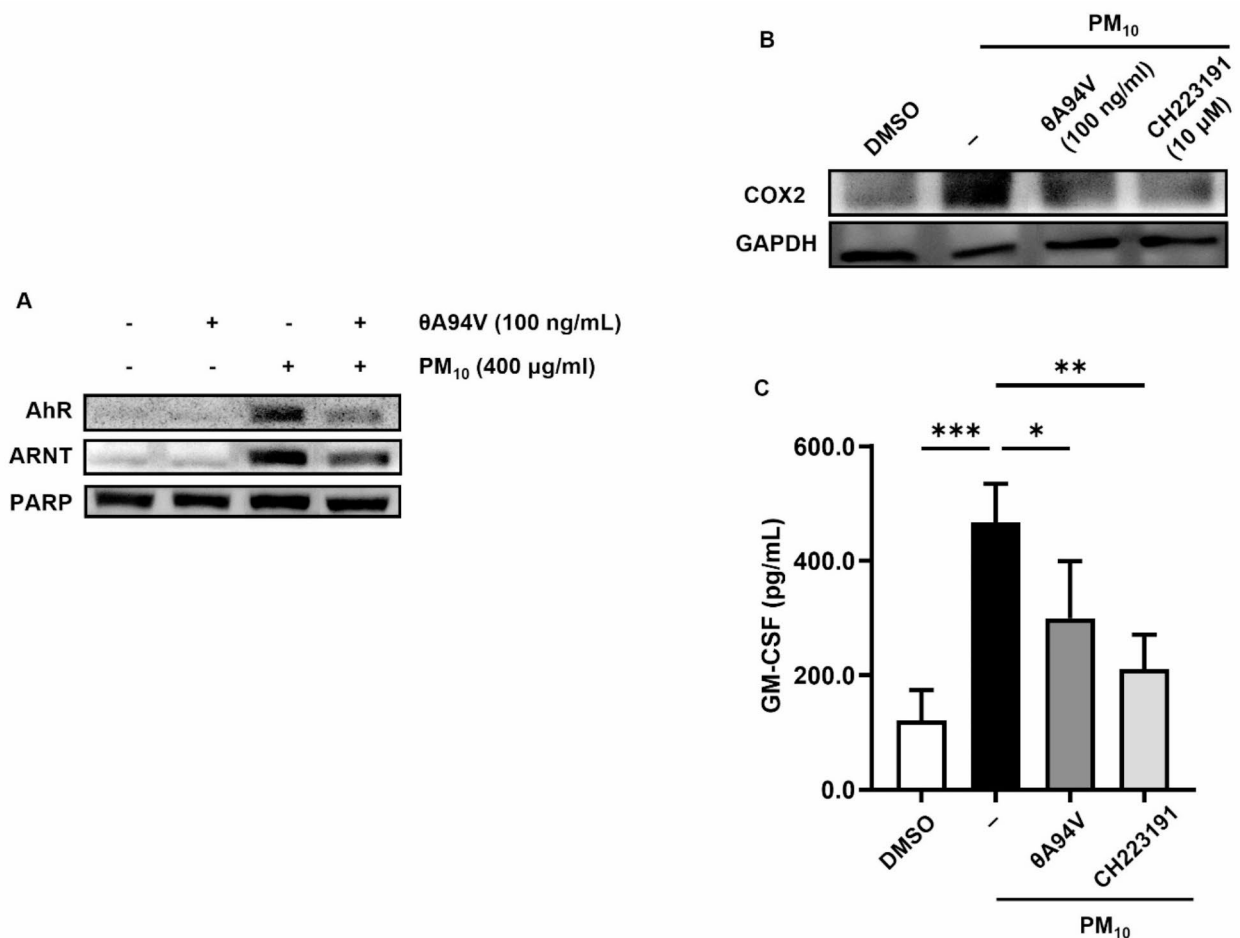 A
- + - + θA94V (100 ng/mL)
- - + + PM₁₀ (400 µg/ml)
AhR
ARNT
PARP
B
PM₁₀
DMSO
–
θA94V
(100 ng/ml)
CH223191
(10 µM)
COX2
GAPDH
C
**
*** *
600.0
400.0
200.0
0.0
GM-CSF (pg/mL)
DMSO
–
θA94V
CH223191
PM₁₀